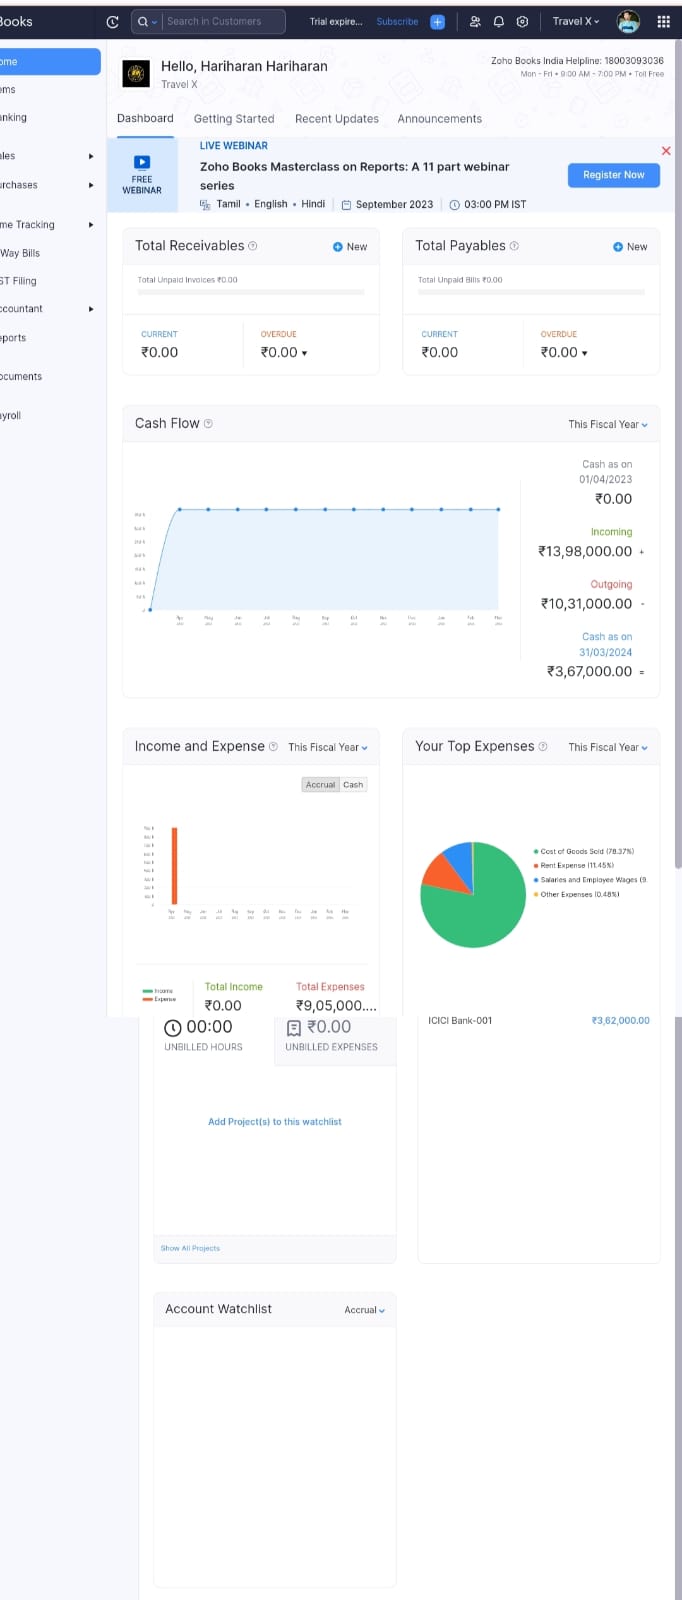 Books
Search in Customers
Trial expire... Subscribe
Travel X
ome
ems
anking
ales
urchases
me Tracking
Way Bills
ST Filing
ccountant
eports
ocuments
ayroll
Hello, Hariharan Hariharan
Travel X
Zoho Books India Helpline: 18003093036
Mon - Fri • 9:00 AM - 7:00 PM • Toll Free
Dashboard Getting Started Recent Updates Announcements
FREE
WEBINAR
LIVE WEBINAR
Zoho Books Masterclass on Reports: A 11 part webinar
series
Tamil • English • Hindi September 2023 03:00 PM IST
Register Now
Total Receivables New
Total Unpaid Invoices ₹0.00
CURRENT OVERDUE
₹0.00 ₹0.00
Total Payables New
Total Unpaid Bills ₹0.00
CURRENT OVERDUE
₹0.00 ₹0.00
Cash Flow This Fiscal Year
Cash as on
01/04/2023
₹0.00
Incoming
₹13,98,000.00 +
Outgoing
₹10,31,000.00 -
Cash as on
31/03/2024
₹3,67,000.00 =
Income and Expense This Fiscal Year
Accrual Cash
Income
Expense
Total Income Total Expenses
₹0.00 ₹9,05,000....
Your Top Expenses This Fiscal Year
Cost of Goods Sold (78.37%)
Rent Expense (11.45%)
Salaries and Employee Wages (9.
Other Expenses (0.48%)
00:00 ₹0.00
UNBILLED HOURS UNBILLED EXPENSES
ICICI Bank-001 ₹3,62,000.00
Add Project(s) to this watchlist
Show All Projects
Account Watchlist Accrual